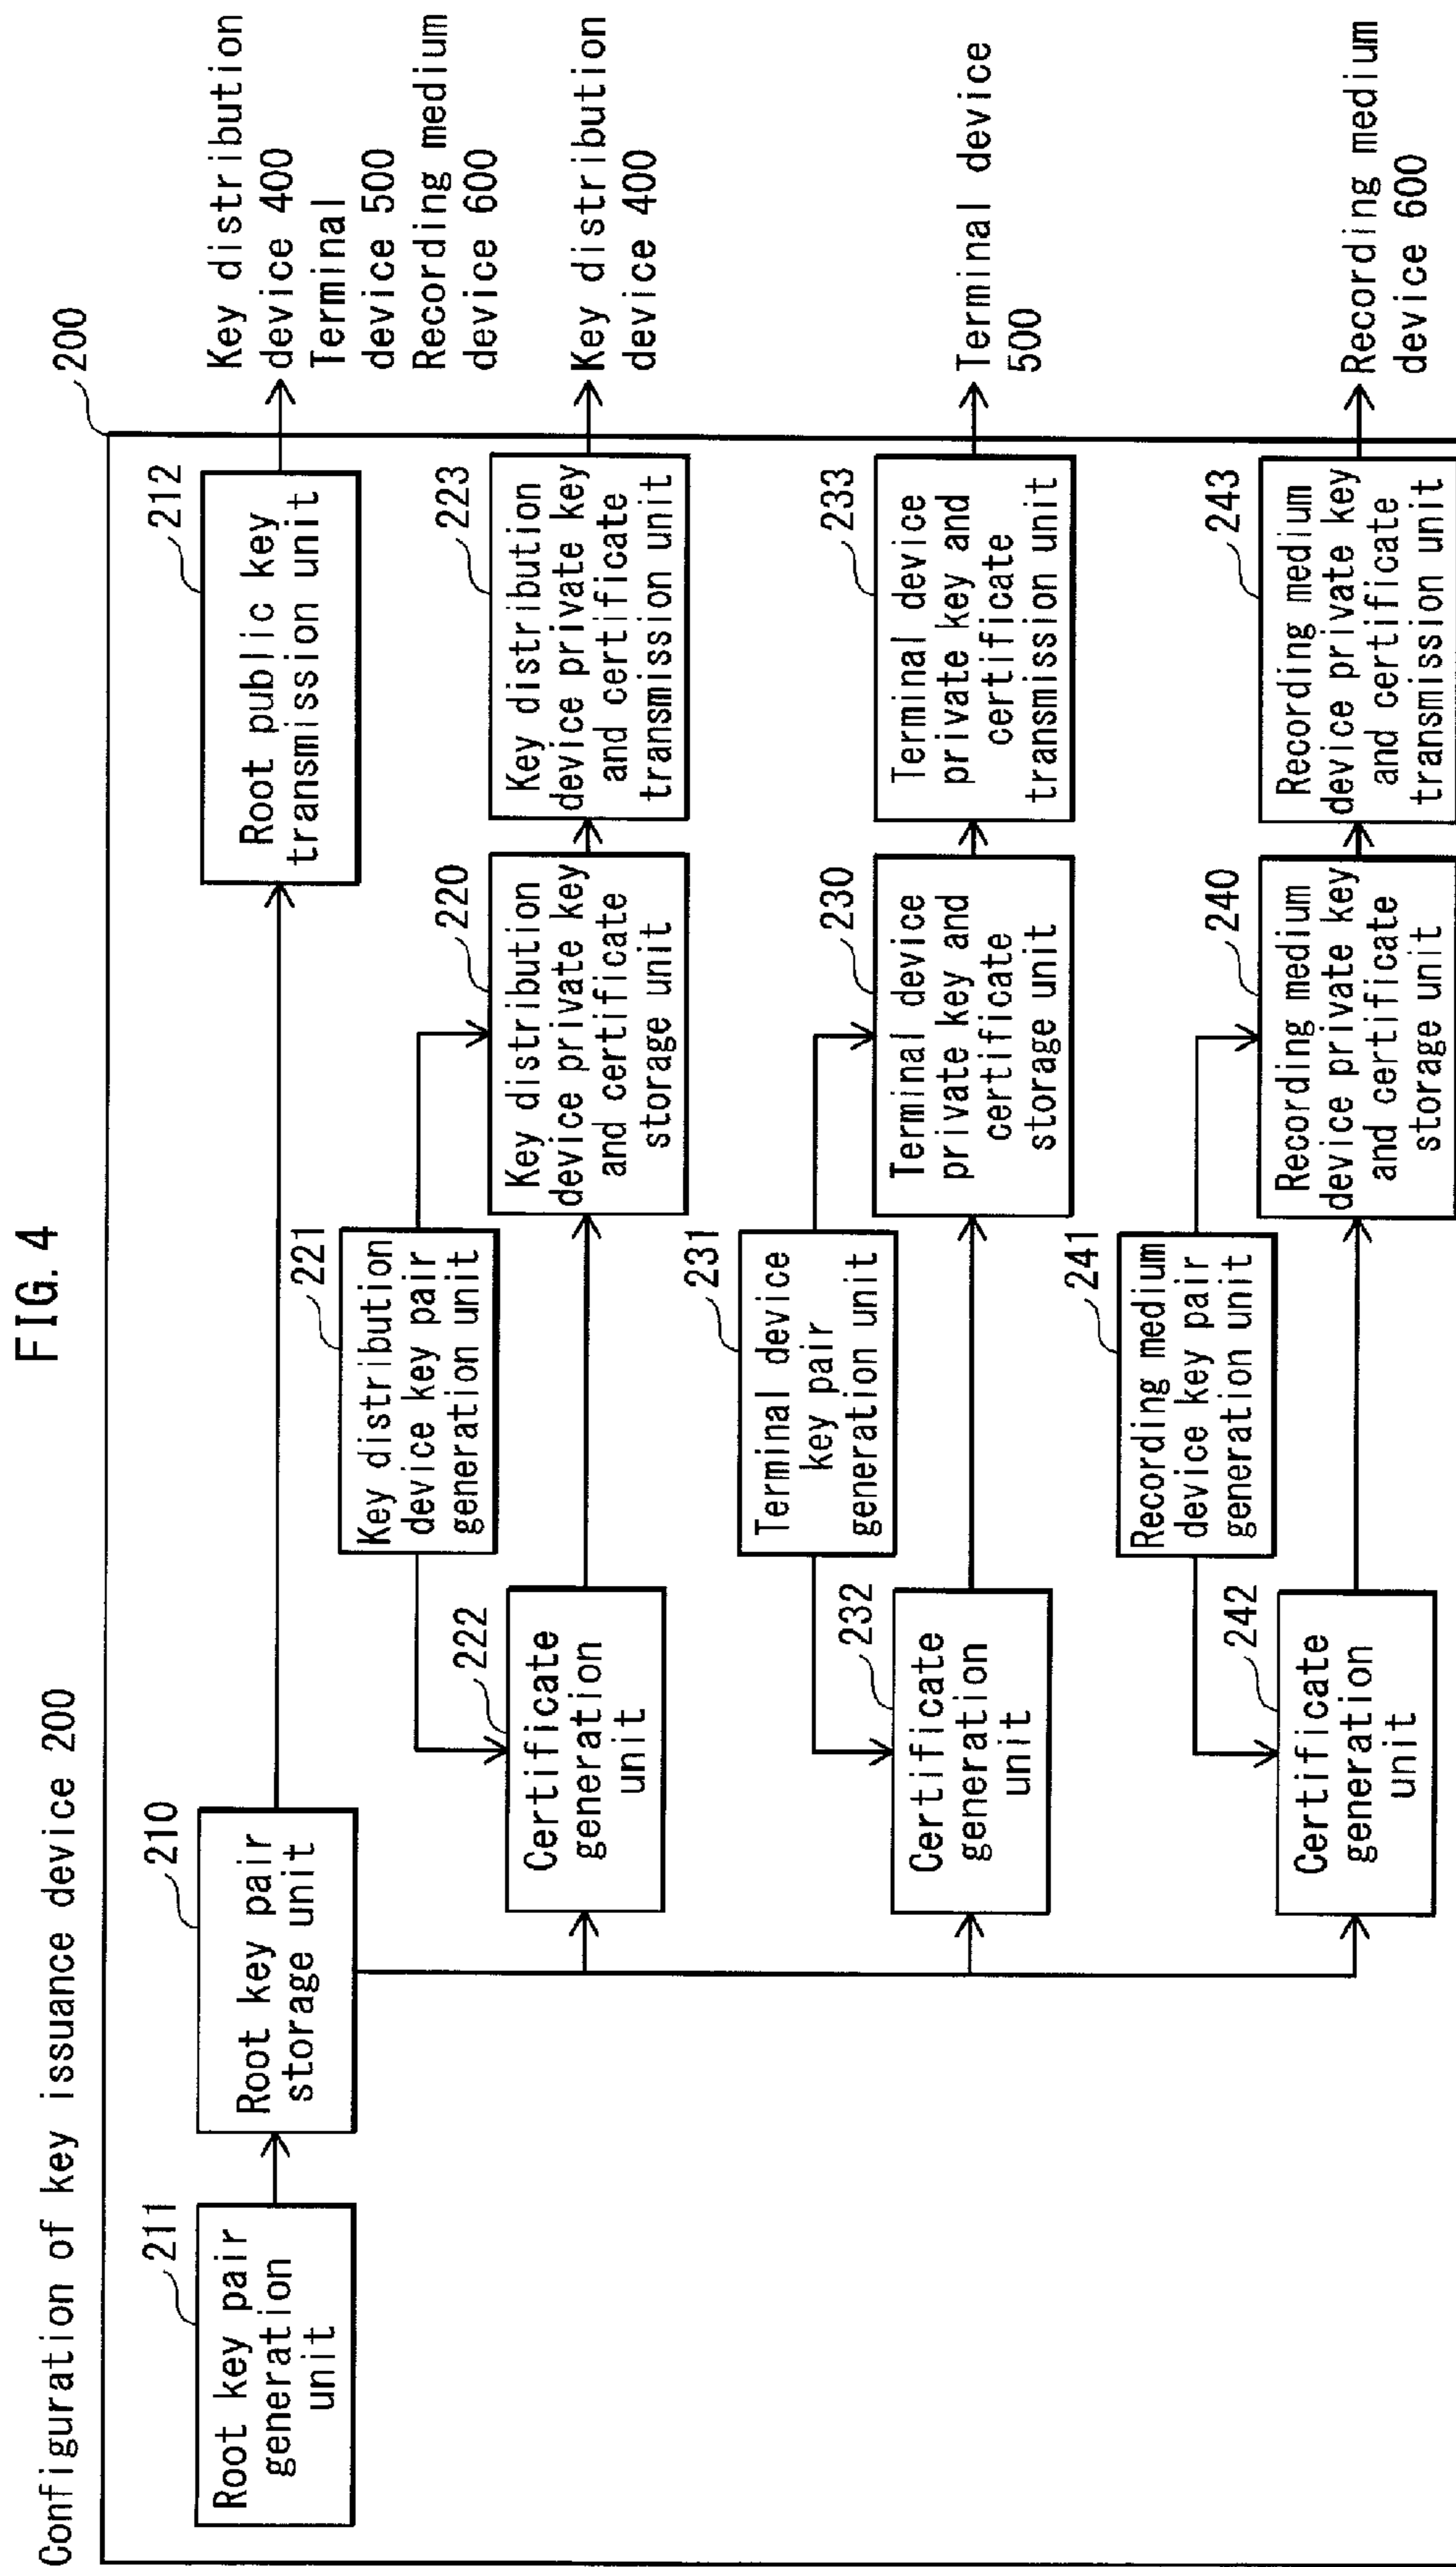 FIG. 4
Configuration of key issuance device 200
200
211
Root key pair
generation
unit
210
Root key pair
storage unit
212
Root public key
transmission unit
Key distribution
device 400
Terminal
device 500
Recording medium
device 600
221
Key distribution
device key pair
generation unit
222
Certificate
generation
unit
220
Key distribution
device private key
and certificate
storage unit
223
Key distribution
device private key
and certificate
transmission unit
Key distribution
device 400
231
Terminal device
key pair
generation unit
232
Certificate
generation
unit
230
Terminal device
private key and
certificate
storage unit
233
Terminal device
private key and
certificate
transmission unit
Terminal device
500
241
Recording medium
device key pair
generation unit
242
Certificate
generation
unit
240
Recording medium
device private key
and certificate
storage unit
243
Recording medium
device private key
and certificate
transmission unit
Recording medium
device 600